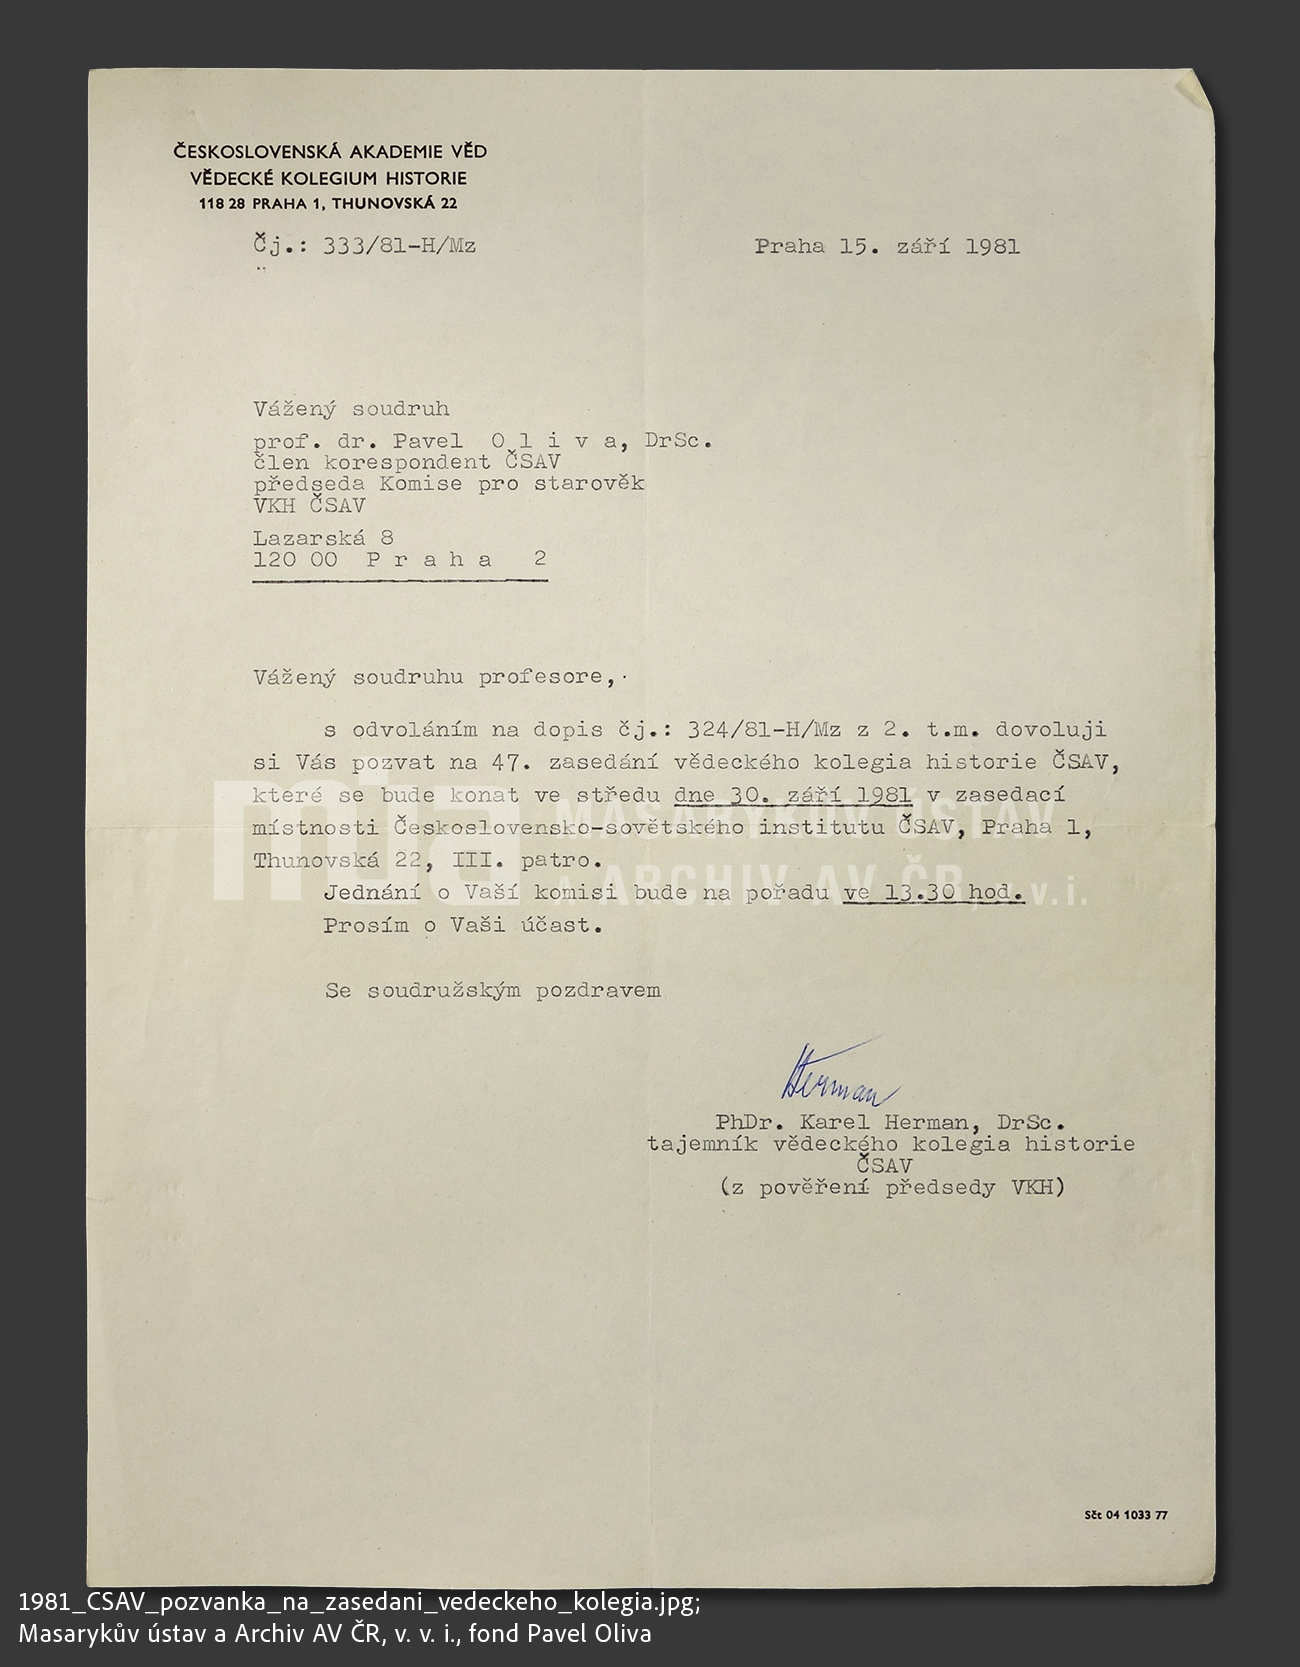 ČESKOSLOVENSKÁ AKADEMIE VĚD
VĚDECKÉ KOLEGIUM HISTORIE
118 28 PRAHA 1, THUNOVSKÁ 22
Čj.: 333/81-H/Mz
Praha 15. září 1981
Vážený soudruh
prof. dr. Pavel O l i v a, DrSc.
člen korespondent ČSAV
předseda Komise pro starověk
VKH ČSAV
Lazarská 8
120 00 P r a h a 2
Vážený soudruhu profesore,
s odvoláním na dopis čj.: 324/81-H/Mz z 2. t.m. dovoluji
si Vás pozvat na 47. zasedání vědeckého kolegia historie ČSAV,
které se bude konat ve středu dne 30. září 1981 v zasedací
místnosti Československo-sovětského institutu ČSAV, Praha 1,
Thunovská 22, III. patro.
Jednání o Vaší komisi bude na pořadu ve 13.30 hod.
Prosím o Vaši účast.
Se soudružským pozdravem
Herman
PhDr. Karel Herman, DrSc.
tajemník vědeckého kolegia historie
ČSAV
(z pověření předsedy VKH)
Sčt 04 1033 77
mia MASARYKŮV ÚSTAV
A ARCHIV AV ČR, v.v.i.
1981_CSAV_pozvanka_na_zasedani_vedeckeho_kolegia.jpg;
Masarykův ústav a Archiv AV ČR, v. v. i., fond Pavel Oliva